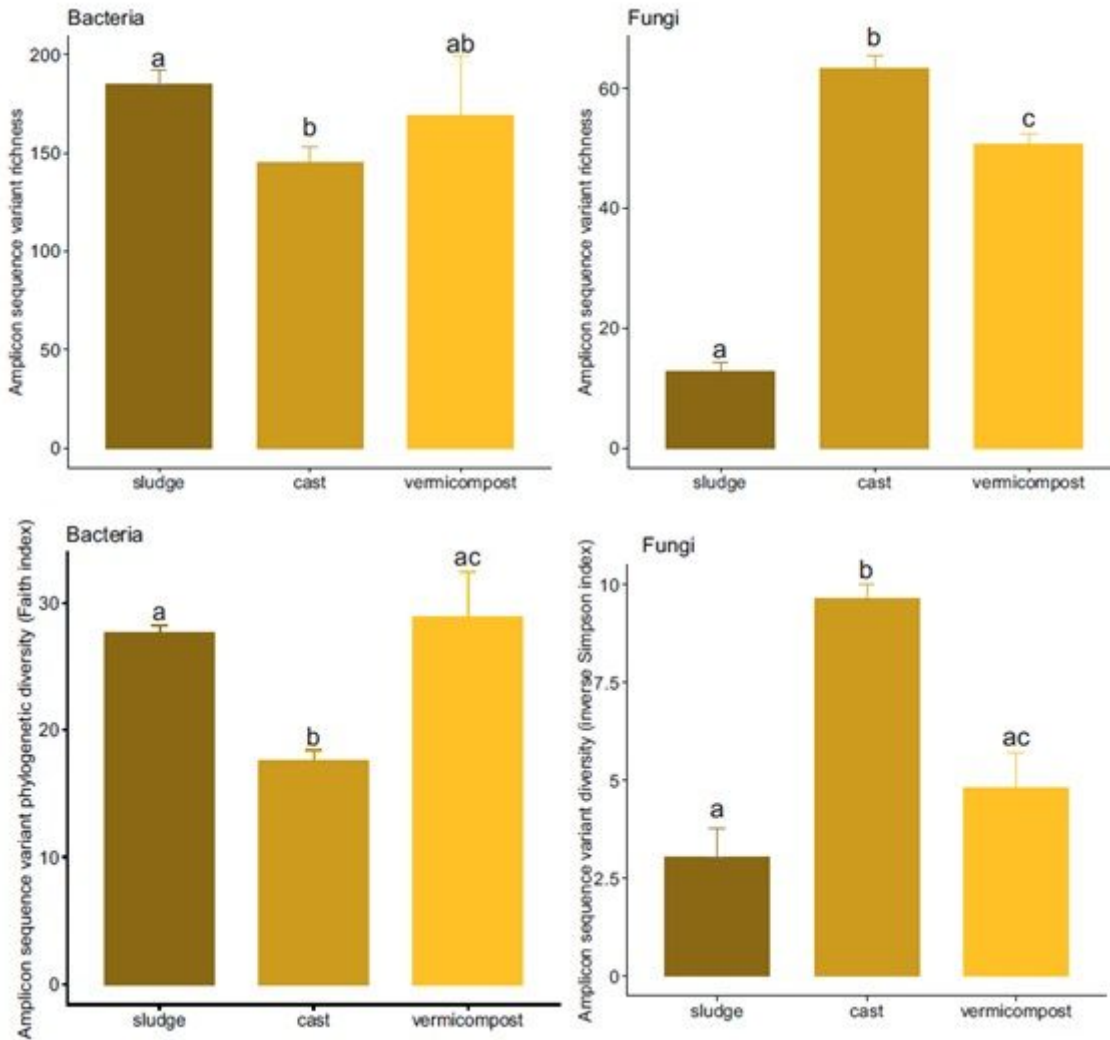 Bacteria
Amplicon sequence variant richness
200
150
100
50
0
a
b
ab
sludge
cast
vermicompost
Fungi
Amplicon sequence variant richness
60
40
20
0
a
b
c
sludge
cast
vermicompost
Bacteria
Amplicon sequence variant phylogenetic diversity (Faith index)
30
20
10
0
a
b
ac
sludge
cast
vermicompost
Fungi
Amplicon sequence variant diversity (inverse Simpson index)
10
7.5
5
2.5
0
a
b
ac
sludge
cast
vermicompost